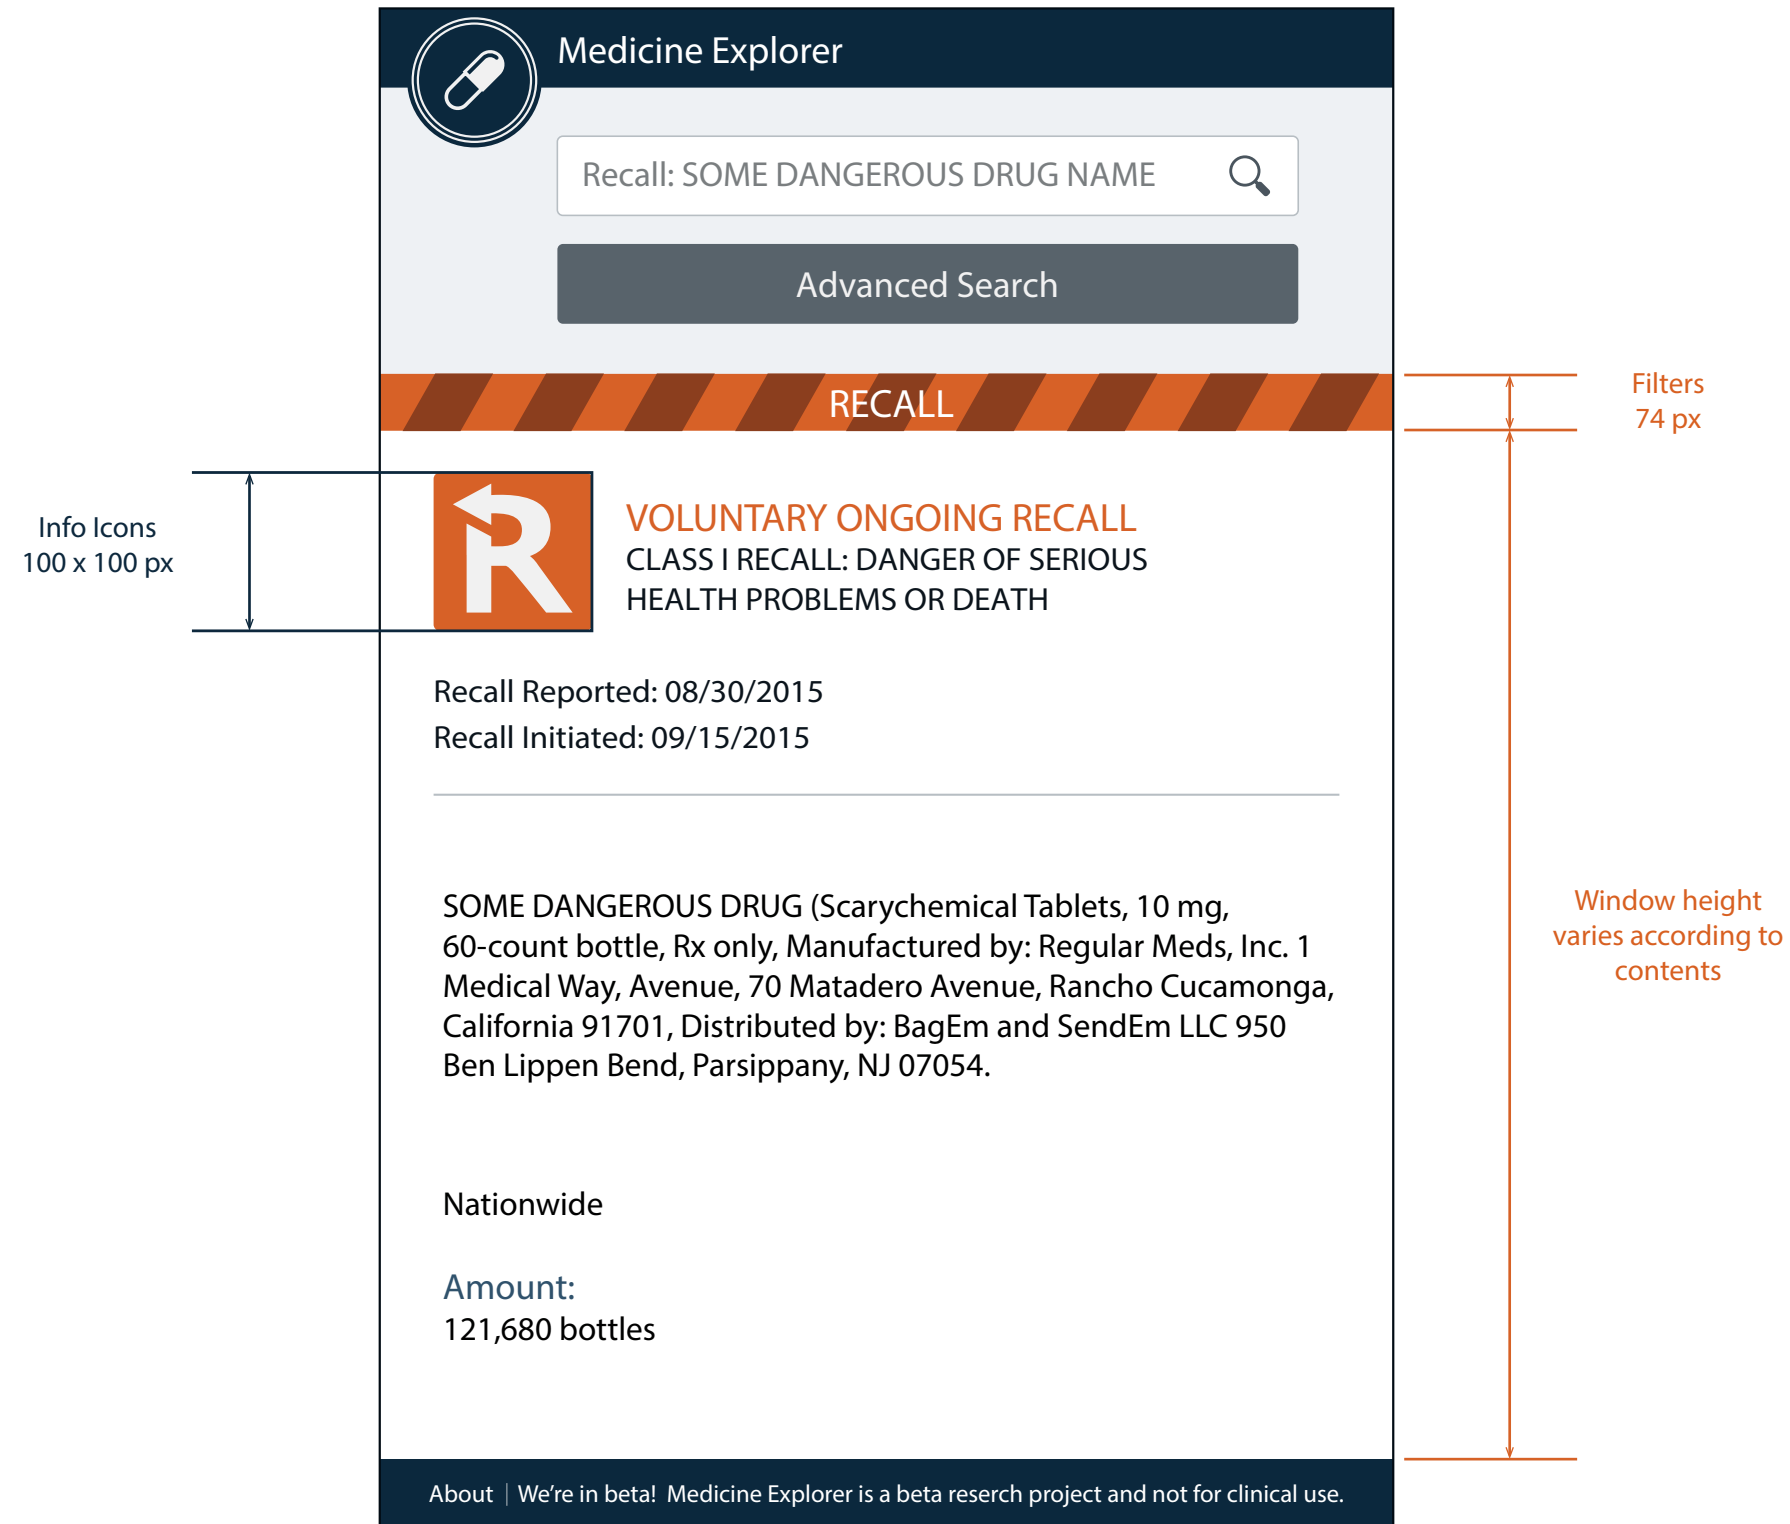 Medicine Explorer
Recall: SOME DANGEROUS DRUG NAME
Advanced Search
RECALL
Filters
74 px
Info Icons
100 x 100 px
R
VOLUNTARY ONGOING RECALL
CLASS I RECALL: DANGER OF SERIOUS
HEALTH PROBLEMS OR DEATH
Recall Reported: 08/30/2015
Recall Initiated: 09/15/2015
SOME DANGEROUS DRUG (Scarychemical Tablets, 10 mg,
60-count bottle, Rx only, Manufactured by: Regular Meds, Inc. 1
Medical Way, Avenue, 70 Matadero Avenue, Rancho Cucamonga,
California 91701, Distributed by: BagEm and SendEm LLC 950
Ben Lippen Bend, Parsippany, NJ 07054.
Window height
varies according to
contents
Nationwide
Amount:
121,680 bottles
About | We’re in beta!  Medicine Explorer is a beta reserch project and not for clinical use.